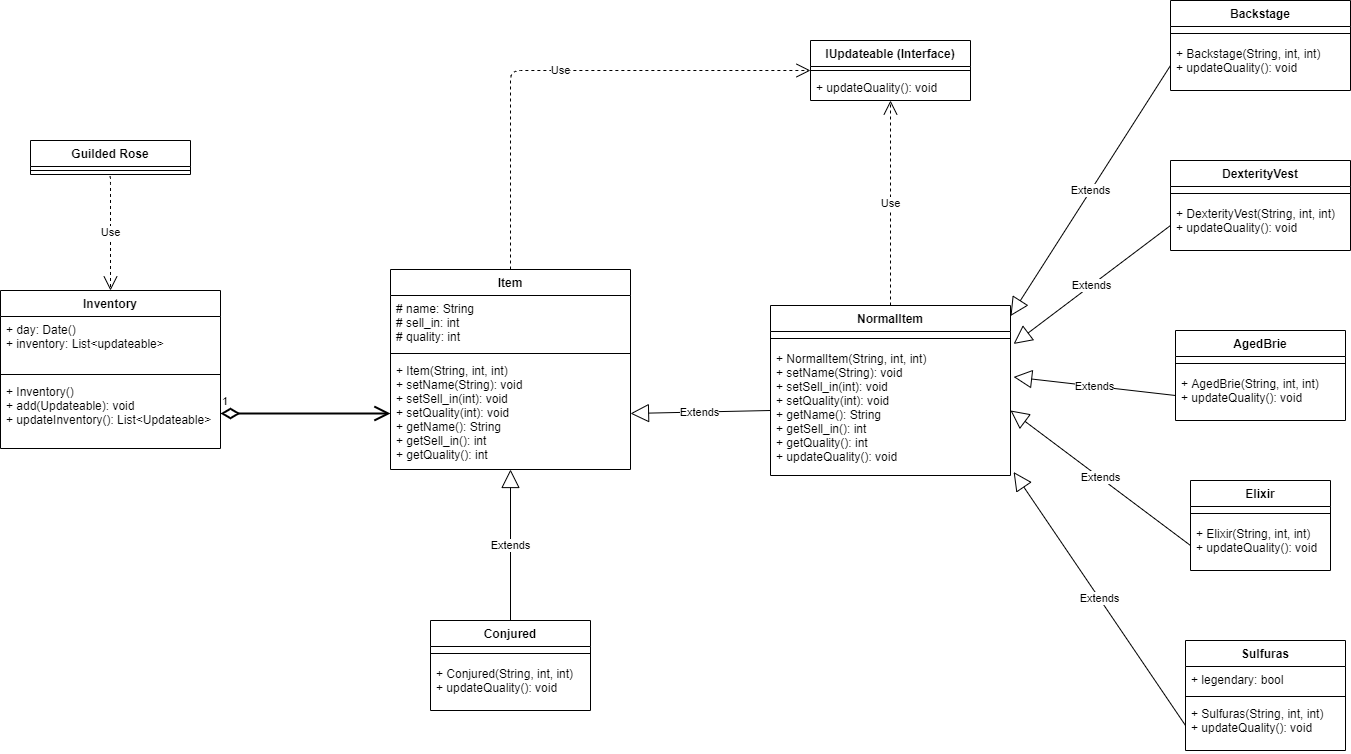 Backstage
+ Backstage(String, int, int)
+ updateQuality(): void
IUpdateable (Interface)
+ updateQuality(): void
Use
Guilded Rose
Use
Extends
DexterityVest
+ DexterityVest(String, int, int)
+ updateQuality(): void
Use
Extends
Inventory
+ day: Date()
+ inventory: List<updateable>
+ Inventory()
+ add(Updateable): void
+ updateInventory(): List<Updateable>
1
Item
# name: String
# sell_in: int
# quality: int
+ Item(String, int, int)
+ setName(String): void
+ setSell_in(int): void
+ setQuality(int): void
+ getName(): String
+ getSell_in(): int
+ getQuality(): int
Extends
NormalItem
+ NormalItem(String, int, int)
+ setName(String): void
+ setSell_in(int): void
+ setQuality(int): void
+ getName(): String
+ getSell_in(): int
+ getQuality(): int
+ updateQuality(): void
Extends
AgedBrie
+ AgedBrie(String, int, int)
+ updateQuality(): void
Extends
Elixir
+ Elixir(String, int, int)
+ updateQuality(): void
Extends
Extends
Conjured
+ Conjured(String, int, int)
+ updateQuality(): void
Sulfuras
+ legendary: bool
+ Sulfuras(String, int, int)
+ updateQuality(): void